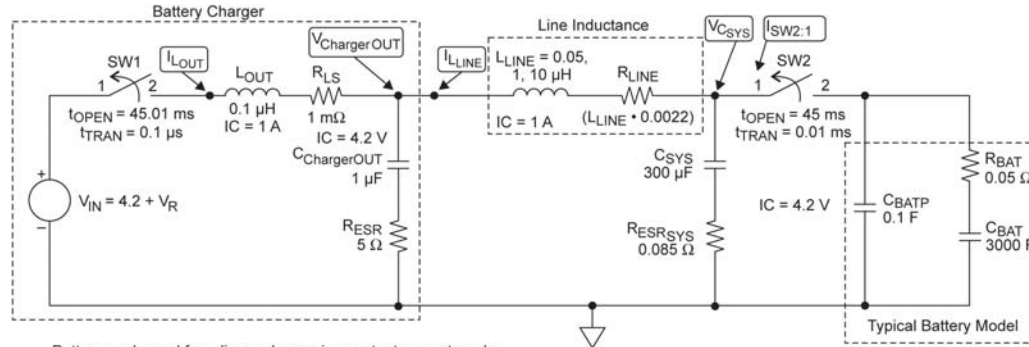 Battery Charger
Line Inductance
SW1
1 2
tOPEN = 45.01 ms
tTRAN = 0.1 µs
ILOUT
LOUT
0.1 µH
IC = 1 A
RLS
1 mΩ
VChargerOUT
ILLINE
LLINE = 0.05,
1, 10 µH
IC = 1 A
RLINE
(LLINE • 0.0022)
VCSYS
ISW2:1
SW2
1 2
tOPEN = 45 ms
tTRAN = 0.01 ms
IC = 4.2 V
CChargerOUT
1 µF
RESR
5 Ω
+
VIN = 4.2 + VR
–
CSYS
300 µF
RESRSYS
0.085 Ω
IC = 4.2 V
CBATP
0.1 F
RBAT
0.05 Ω
CBAT
3000 F
Typical Battery Model